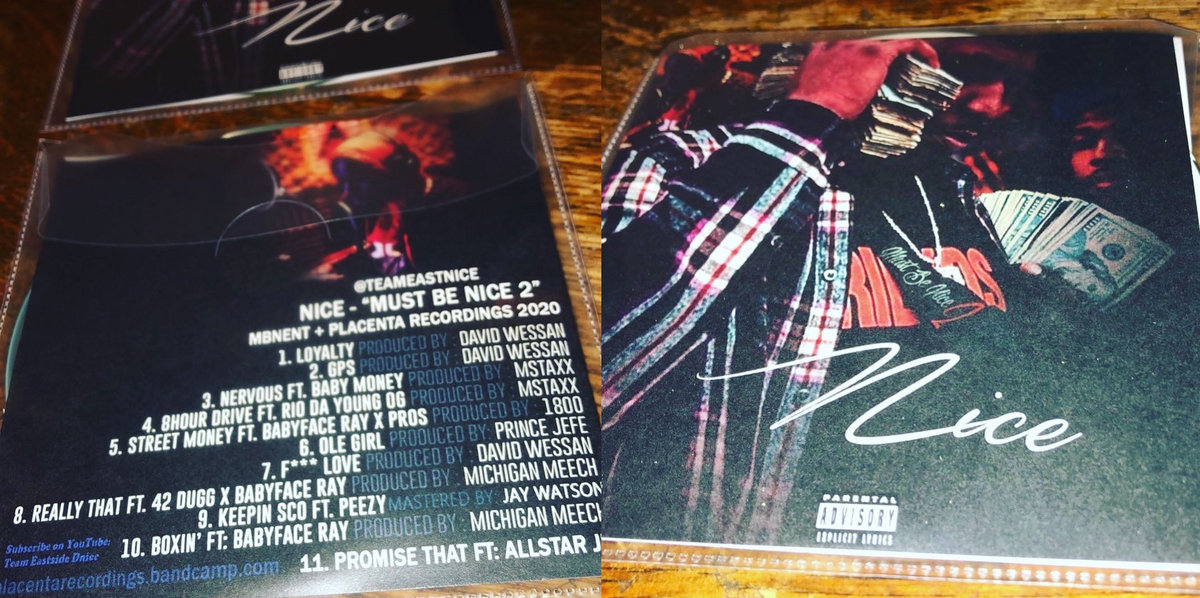 Nice
@TEAMEASTNICE
NICE - "MUST BE NICE 2"
MBNENT + PLACENTA RECORDINGS 2020
1. LOYALTY PRODUCED BY : DAVID WESSAN
2. GPS PRODUCED BY : DAVID WESSAN
3. NERVOUS FT. BABY MONEY PRODUCED BY : MSTAXX
4. 8HOUR DRIVE FT. RIO DA YOUNG OG PRODUCED BY : MSTAXX
5. STREET MONEY FT. BABYFACE RAY X PROS PRODUCED BY : 1800
6. OLE GIRL PRODUCED BY: PRINCE JEFE
7. F*** LOVE PRODUCED BY : DAVID WESSAN
8. REALLY THAT FT. 42 DUGG X BABYFACE RAY PRODUCED BY : MICHIGAN MEECH
9. KEEPIN SCO FT. PEEZY MASTERED BY : JAY WATSON
10. BOXIN' FT: BABYFACE RAY PRODUCED BY : MICHIGAN MEECH
11. PROMISE THAT FT: ALLSTAR J
Subscribe on YouTube:
Team Eastside Dnice
placentarecordings.bandcamp.com
Must Be Nice 2
Nice
PARENTAL
ADVISORY
EXPLICIT LYRICS